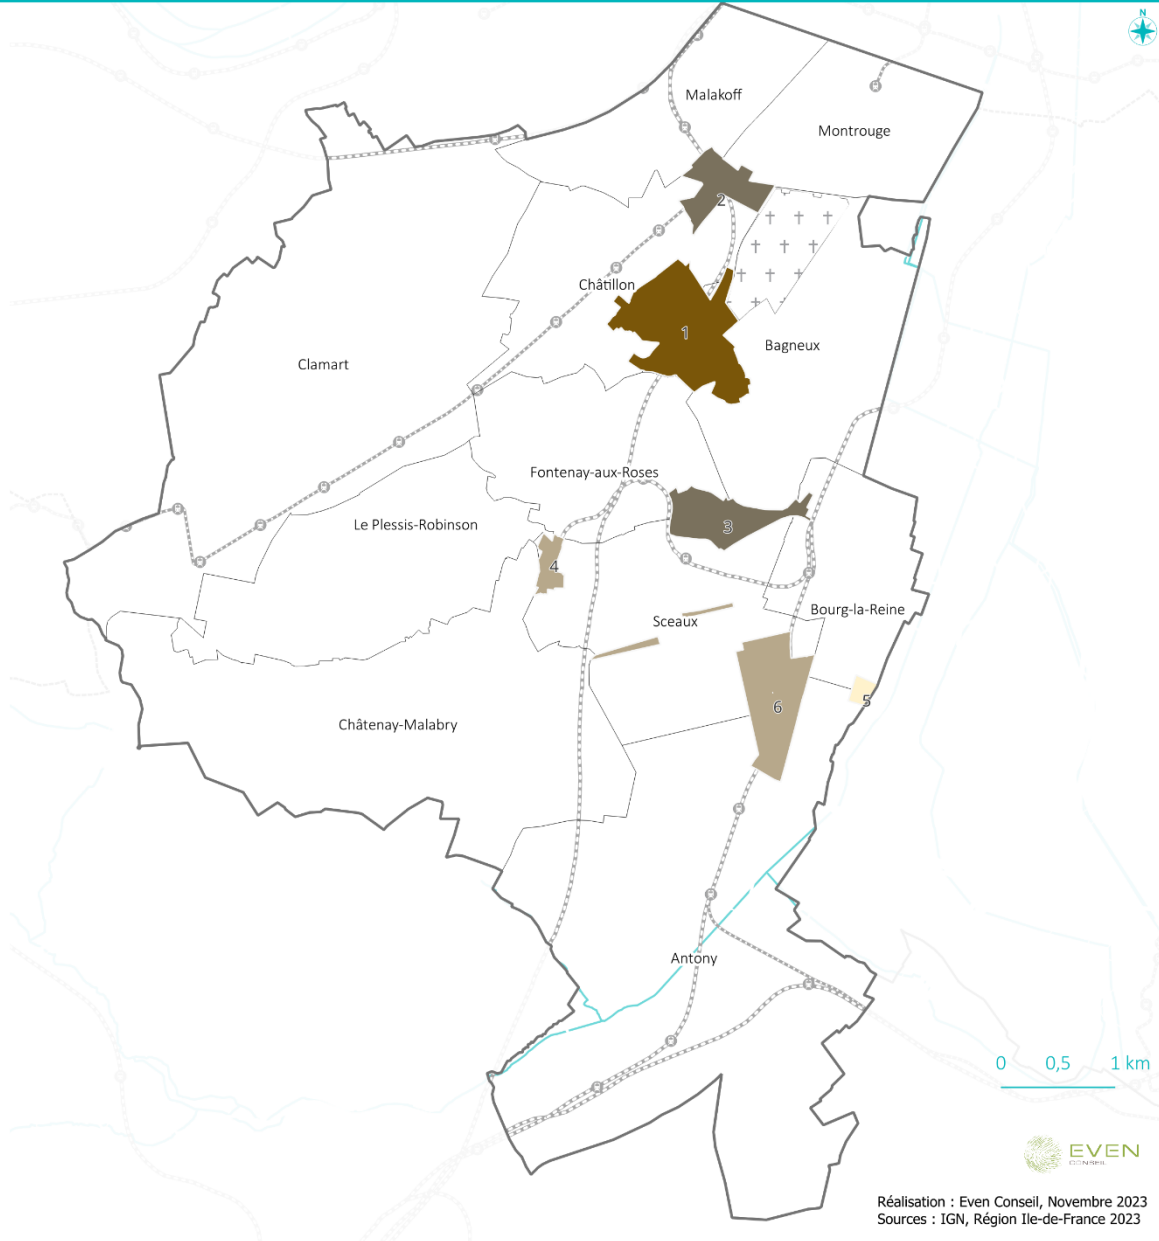 N
Malakoff
Montrouge
2
Châtillon
1
Bagneux
Clamart
Fontenay-aux-Roses
Le Plessis-Robinson
3
4
Bourg-la-Reine
Sceaux
5
6
Châtenay-Malabry
Antony
0 0,5 1 km
EVEN
CONSEIL
Réalisation : Even Conseil, Novembre 2023
Sources : IGN, Région Ile-de-France 2023